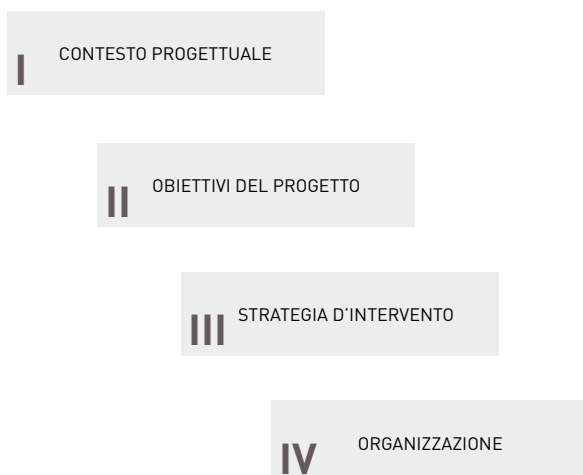 I CONTESTO PROGETTUALE
II OBIETTIVI DEL PROGETTO
III STRATEGIA D'INTERVENTO
IV ORGANIZZAZIONE